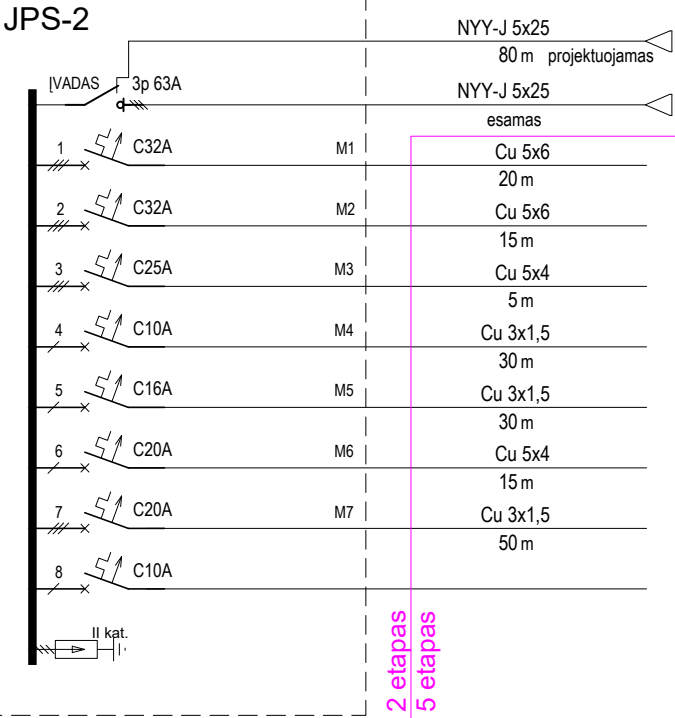 JPS-2
NYY-J 5x25
80 m projektuojamas
ĮVADAS 3p 63A
NYY-J 5x25
esamas
1 C32A M1 Cu 5x6
20 m
2 C32A M2 Cu 5x6
15 m
3 C25A M3 Cu 5x4
5 m
4 C10A M4 Cu 3x1,5
30 m
5 C16A M5 Cu 3x1,5
30 m
6 C20A M6 Cu 5x4
15 m
7 C20A M7 Cu 3x1,5
50 m
8 C10A
II kat.
2 etapas
5 etapas